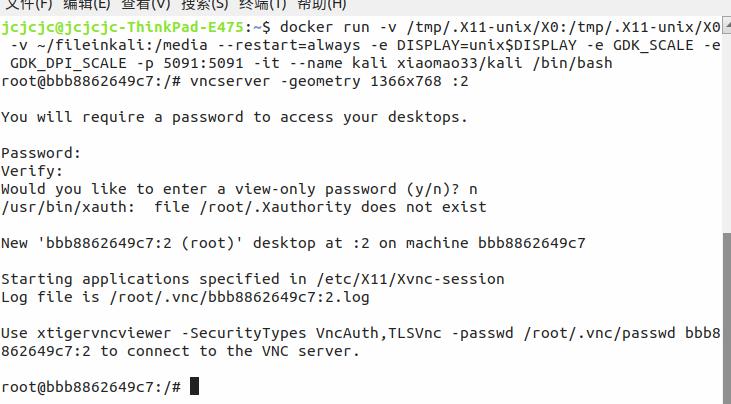 文件(F) 编辑(E) 查看(V) 搜索(S) 终端(T) 帮助(H)
jcjcjc@jcjcjc-ThinkPad-E475:~$ docker run -v /tmp/.X11-unix/X0:/tmp/.X11-unix/X0
 -v ~/fileinkali:/media --restart=always -e DISPLAY=unix$DISPLAY -e GDK_SCALE -e
 GDK_DPI_SCALE -p 5091:5091 -it --name kali xiaomao33/kali /bin/bash
root@bbb8862649c7:/# vncserver -geometry 1366x768 :2
You will require a password to access your desktops.
Password:
Verify:
Would you like to enter a view-only password (y/n)? n
/usr/bin/xauth:  file /root/.Xauthority does not exist
New 'bbb8862649c7:2 (root)' desktop at :2 on machine bbb8862649c7
Starting applications specified in /etc/X11/Xvnc-session
Log file is /root/.vnc/bbb8862649c7:2.log
Use xtigervncviewer -SecurityTypes VncAuth,TLSVnc -passwd /root/.vnc/passwd bbb8
862649c7:2 to connect to the VNC server.
root@bbb8862649c7:/#